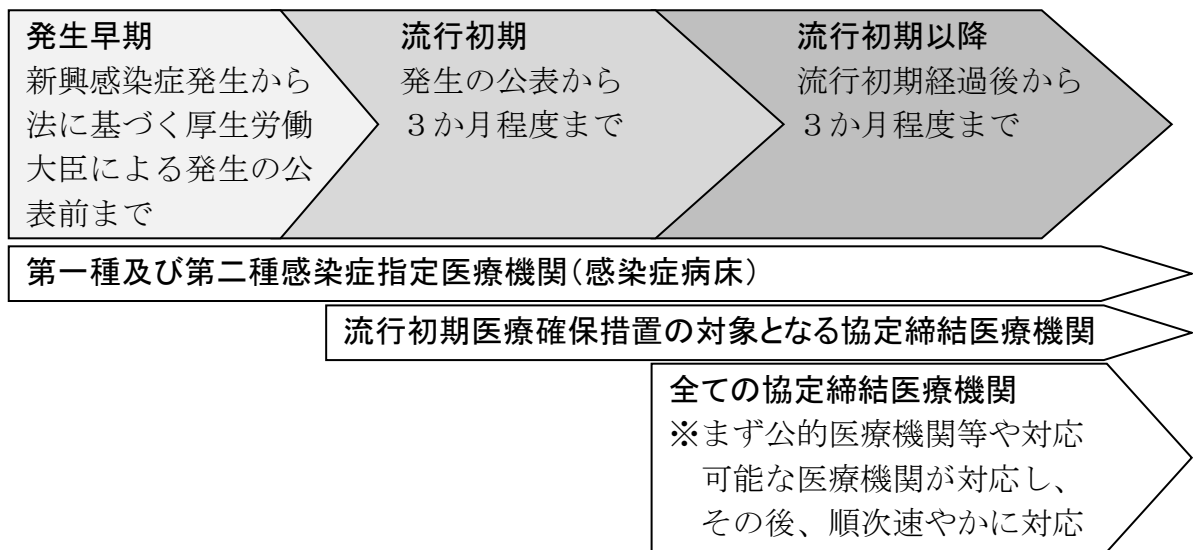 発生早期
新興感染症発生から
法に基づく厚生労働
大臣による発生の公
表前まで
流行初期
発生の公表から
３か月程度まで
流行初期以降
流行初期経過後から
３か月程度まで
第一種及び第二種感染症指定医療機関（感染症病床）
流行初期医療確保措置の対象となる協定締結医療機関
全ての協定締結医療機関
※まず公的医療機関等や対応
可能な医療機関が対応し、
その後、順次速やかに対応